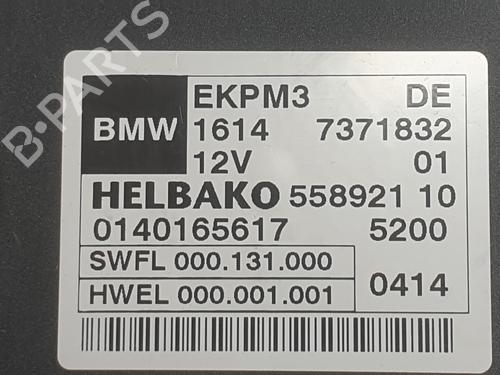 EKPM3 DE
BMW 1614 7371832
12V 01
HELBAKO 558921 10
0140165617 5200
SWFL 000.131.000
HWEL 000.001.001 0414
B-PARTS